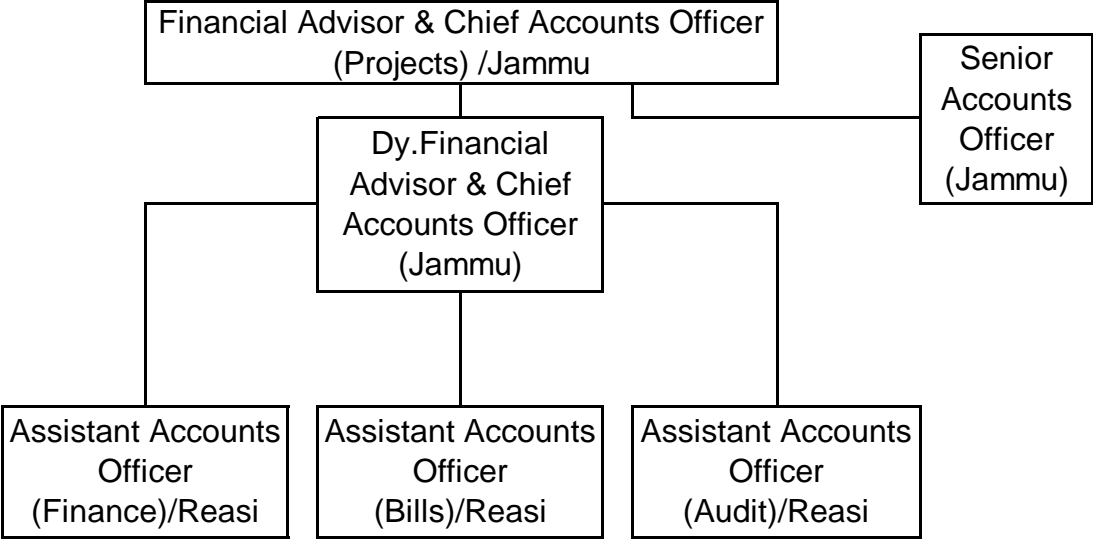 Financial Advisor & Chief Accounts Officer
(Projects) /Jammu
Senior
Accounts
Officer
(Jammu)
Dy.Financial
Advisor & Chief
Accounts Officer
(Jammu)
Assistant Accounts
Officer
(Finance)/Reasi
Assistant Accounts
Officer
(Bills)/Reasi
Assistant Accounts
Officer
(Audit)/Reasi